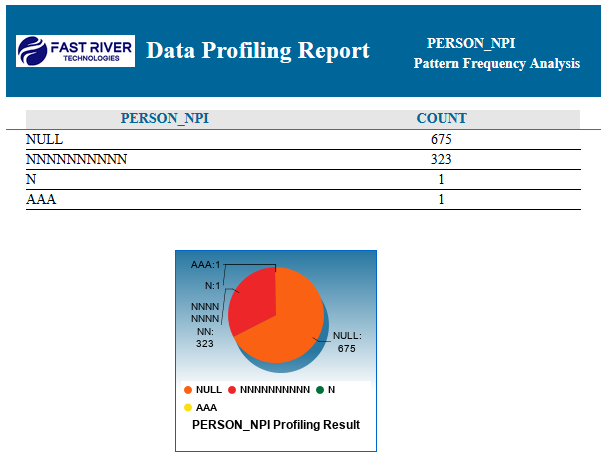 FAST RIVER
TECHNOLOGIES
Data Profiling Report
PERSON_NPI
Pattern Frequency Analysis
PERSON_NPI COUNT
NULL 675
NNNNNNNNNN 323
N 1
AAA 1
AAA:1
N:1
NNNN
NNNN
NN:
323
NULL:
675
NULL NNNNNNNNNN N
AAA
PERSON_NPI Profiling Result